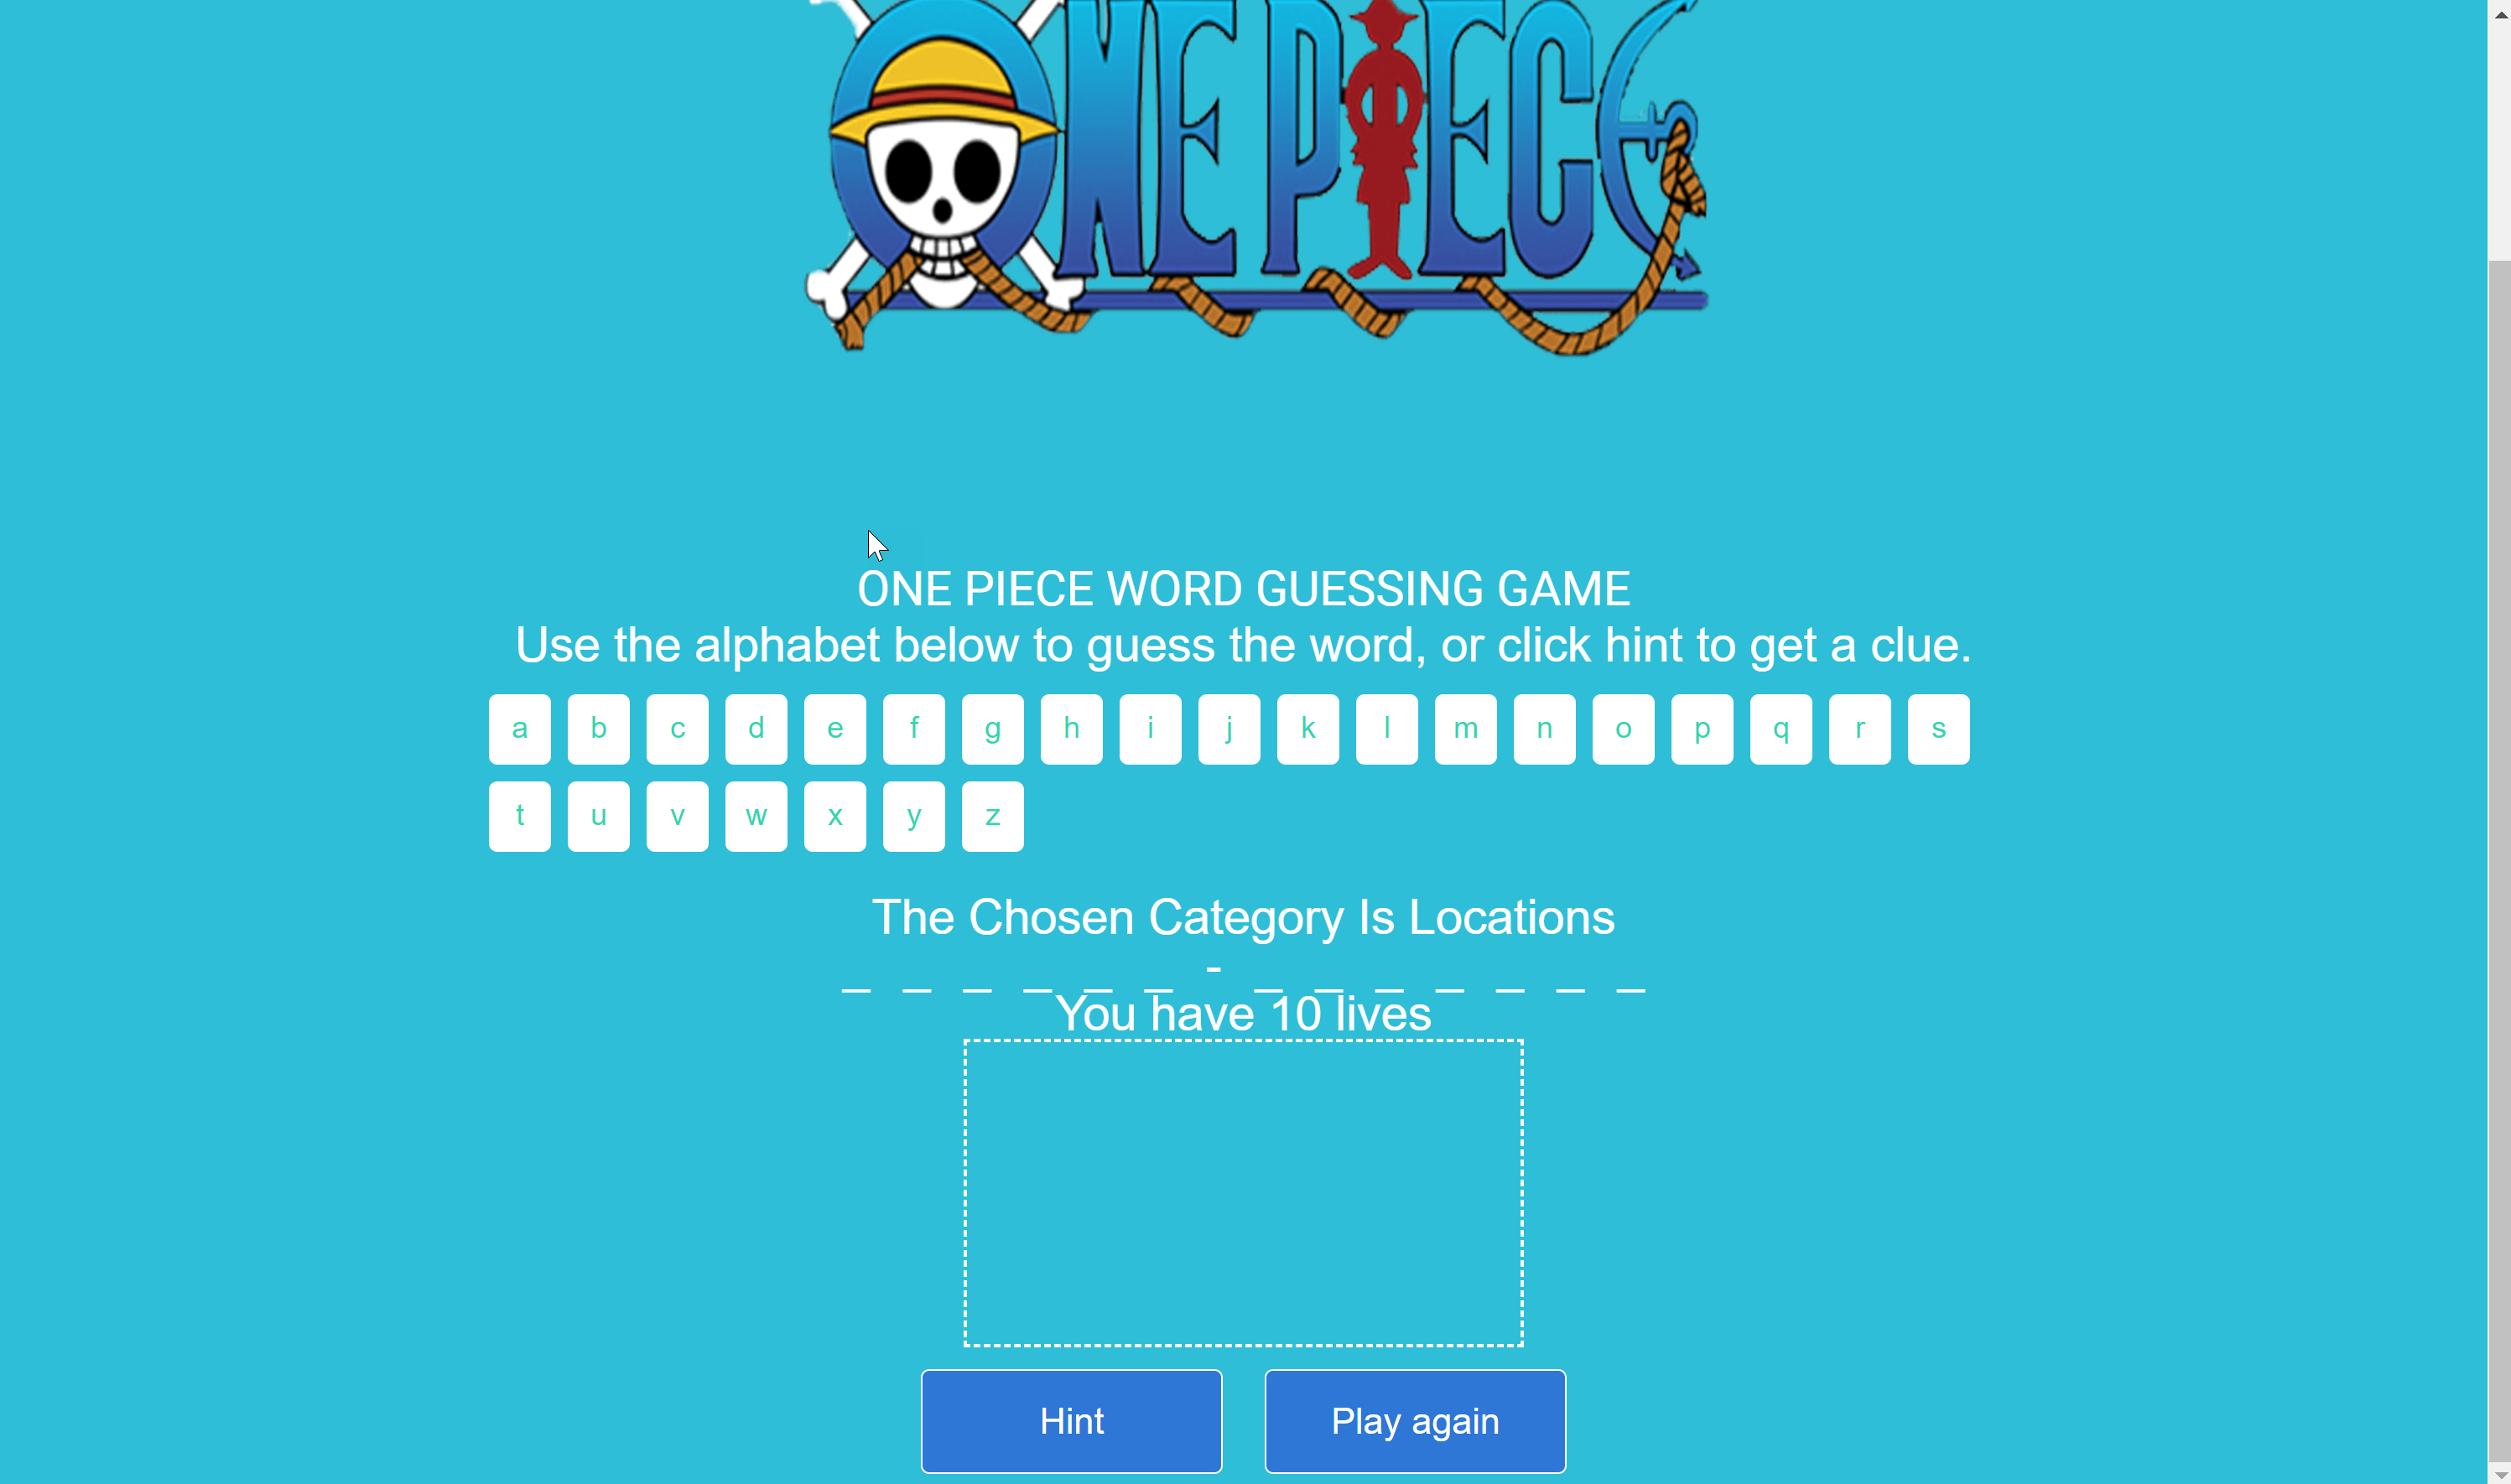 ONE PIECE
ONE PIECE WORD GUESSING GAME
Use the alphabet below to guess the word, or click hint to get a clue.
a b c d e f g h i j k l m n o p q r s
t u v w x y z
The Chosen Category Is Locations
_ _ _ _ _ _ - _ _ _ _ _ _ _
You have 10 lives
Hint Play again